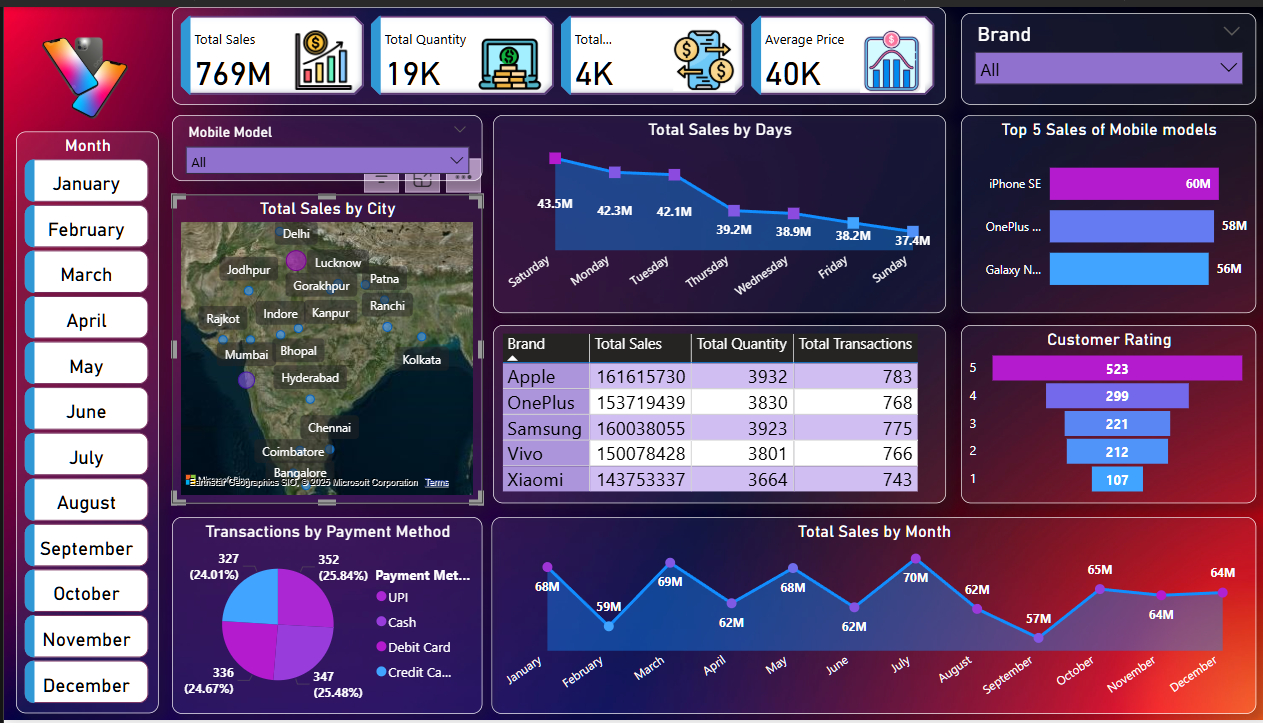 Month
January
February
March
April
May
June
July
August
September
October
November
December
Total Sales
769M
Total Quantity
19K
Total...
4K
Average Price
40K
Brand
All
Mobile Model
All
Total Sales by City
Delhi
Lucknow
Jodhpur
Patna
Gorakhpur
Ranchi
Indore
Kanpur
Rajkot
Mumbai
Bhopal
Kolkata
Hyderabad
Chennai
Coimbatore
Bangalore
Earthstar Geographics SIO, © 2025 Microsoft Corporation Terms
Total Sales by Days
43.5M
42.3M
42.1M
39.2M
38.9M
38.2M
37.4M
Saturday
Monday
Tuesday
Thursday
Wednesday
Friday
Sunday
Top 5 Sales of Mobile models
iPhone SE 60M
OnePlus ... 58M
Galaxy N... 56M
Brand Total Sales Total Quantity Total Transactions
Apple 161615730 3932 783
OnePlus 153719439 3830 768
Samsung 160038055 3923 775
Vivo 150078428 3801 766
Xiaomi 143753337 3664 743
Customer Rating
5 523
4 299
3 221
2 212
1 107
Transactions by Payment Method
327
(24.01%)
352
(25.84%)
336
(24.67%)
347
(25.48%)
Payment Met...
UPI
Cash
Debit Card
Credit Ca...
Total Sales by Month
68M
59M
69M
62M
68M
62M
70M
62M
57M
65M
64M
64M
January
February
March
April
May
June
July
August
September
October
November
December